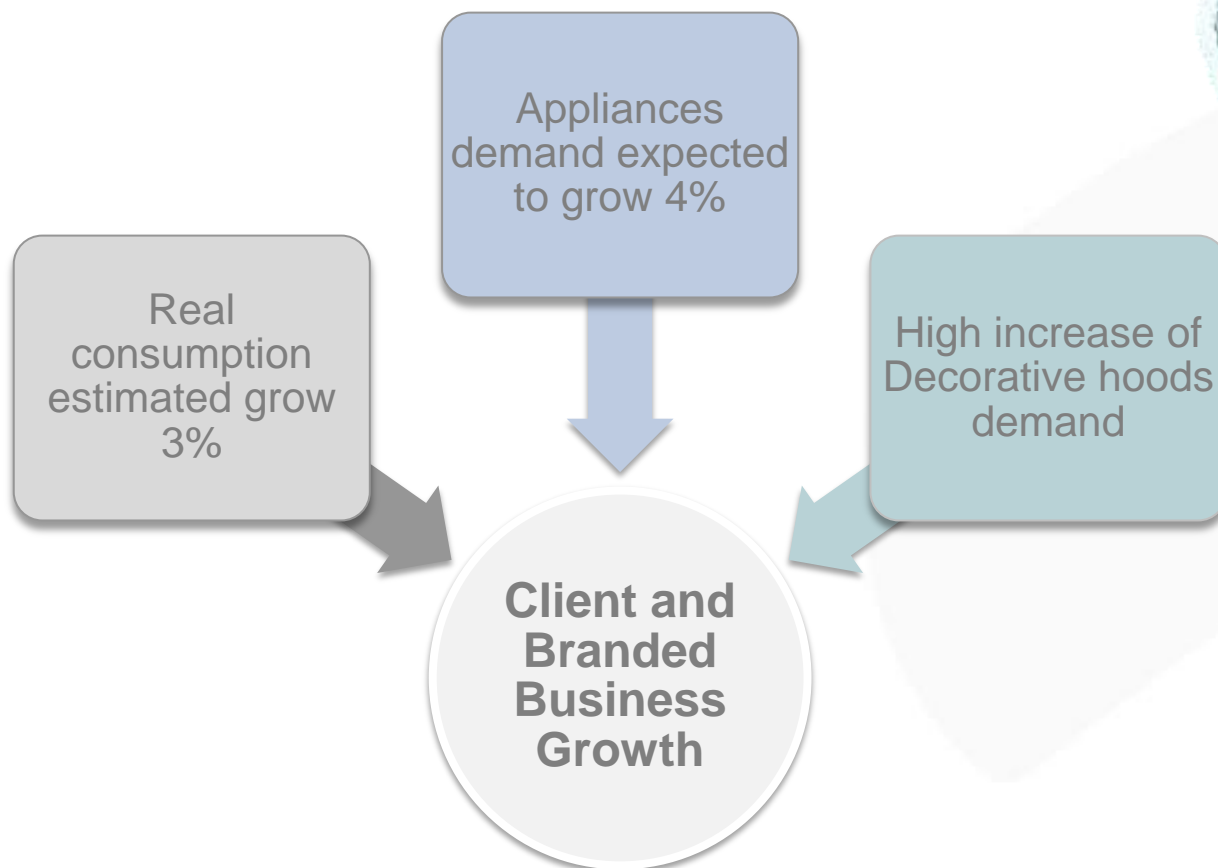 Appliances
demand expected
to grow 4%
Real
consumption
estimated grow
3%
High increase of
Decorative hoods
demand
Client and
Branded
Business
Growth